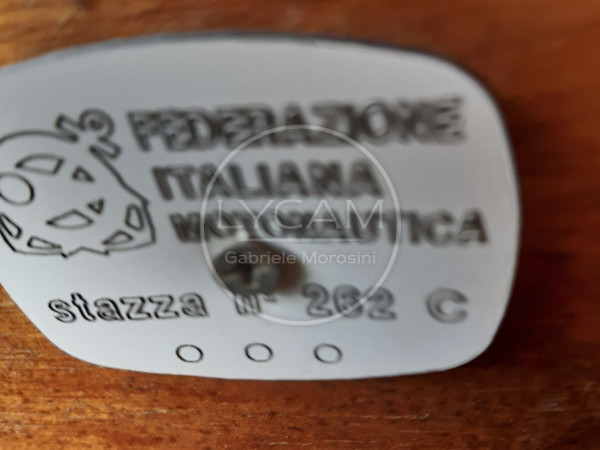 FEDERAZIONE
ITALIANA
MOTONAUTICA
LYCAM
Gabriele Morosini
stazza n° 262 C